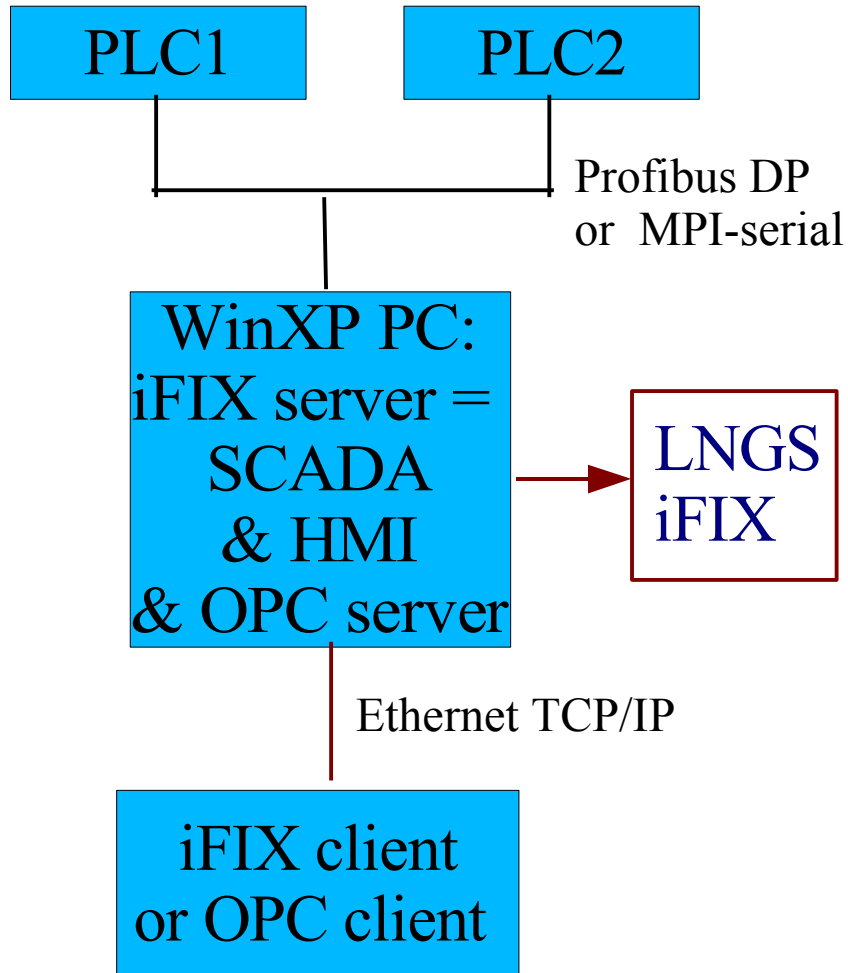 PLC1
PLC2
Profibus DP
or MPI-serial
WinXP PC:
iFIX server =
SCADA
& HMI
& OPC server
LNGS
iFIX
Ethernet TCP/IP
iFIX client
or OPC client